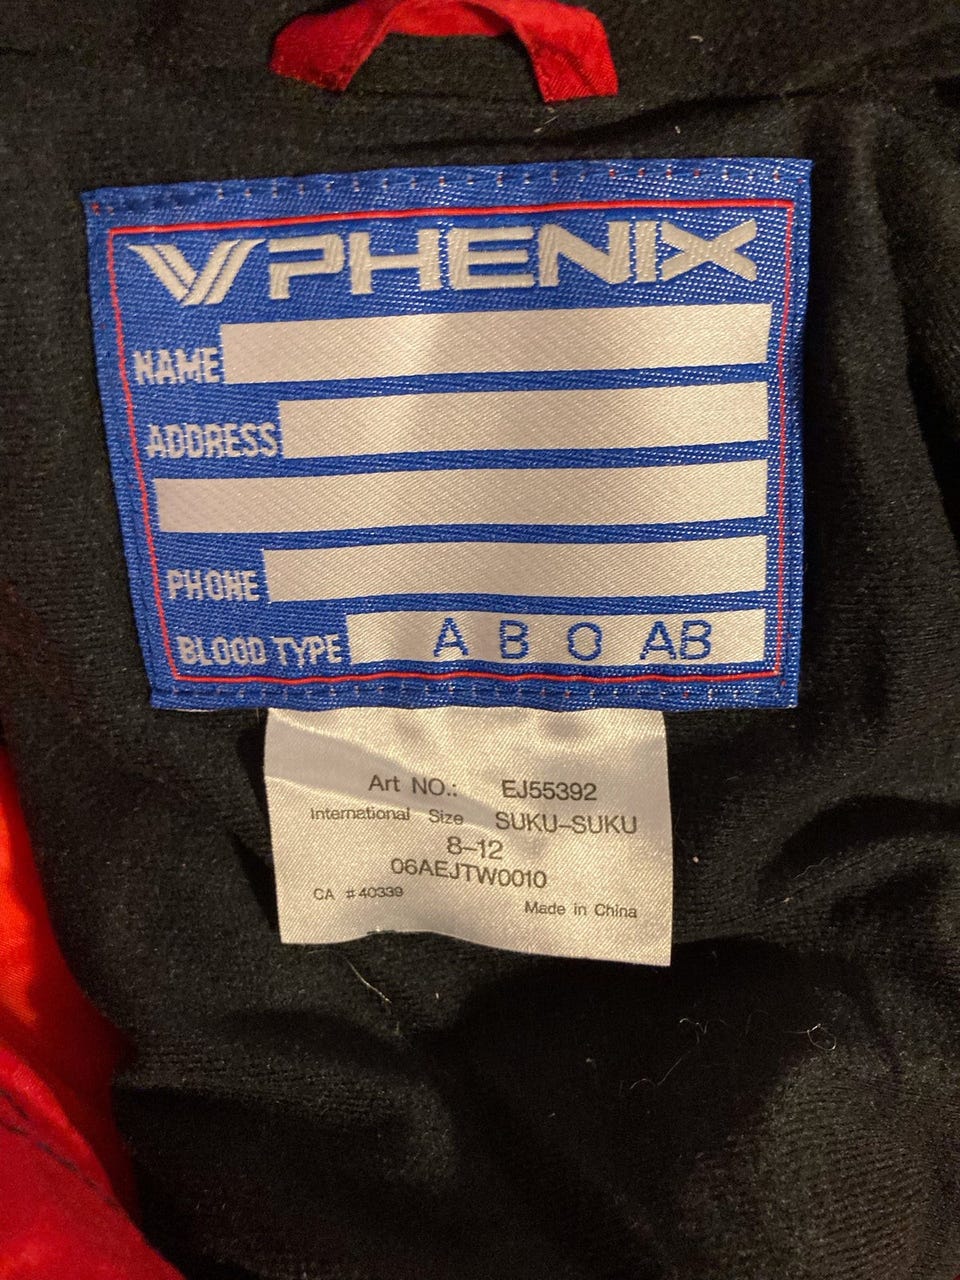 PHENIX
NAME
ADDRESS
PHONE
BLOOD TYPE A B O AB
Art NO.: EJ55392
International Size SUKU-SUKU
8-12
06AEJTW0010
CA #40339
Made in China